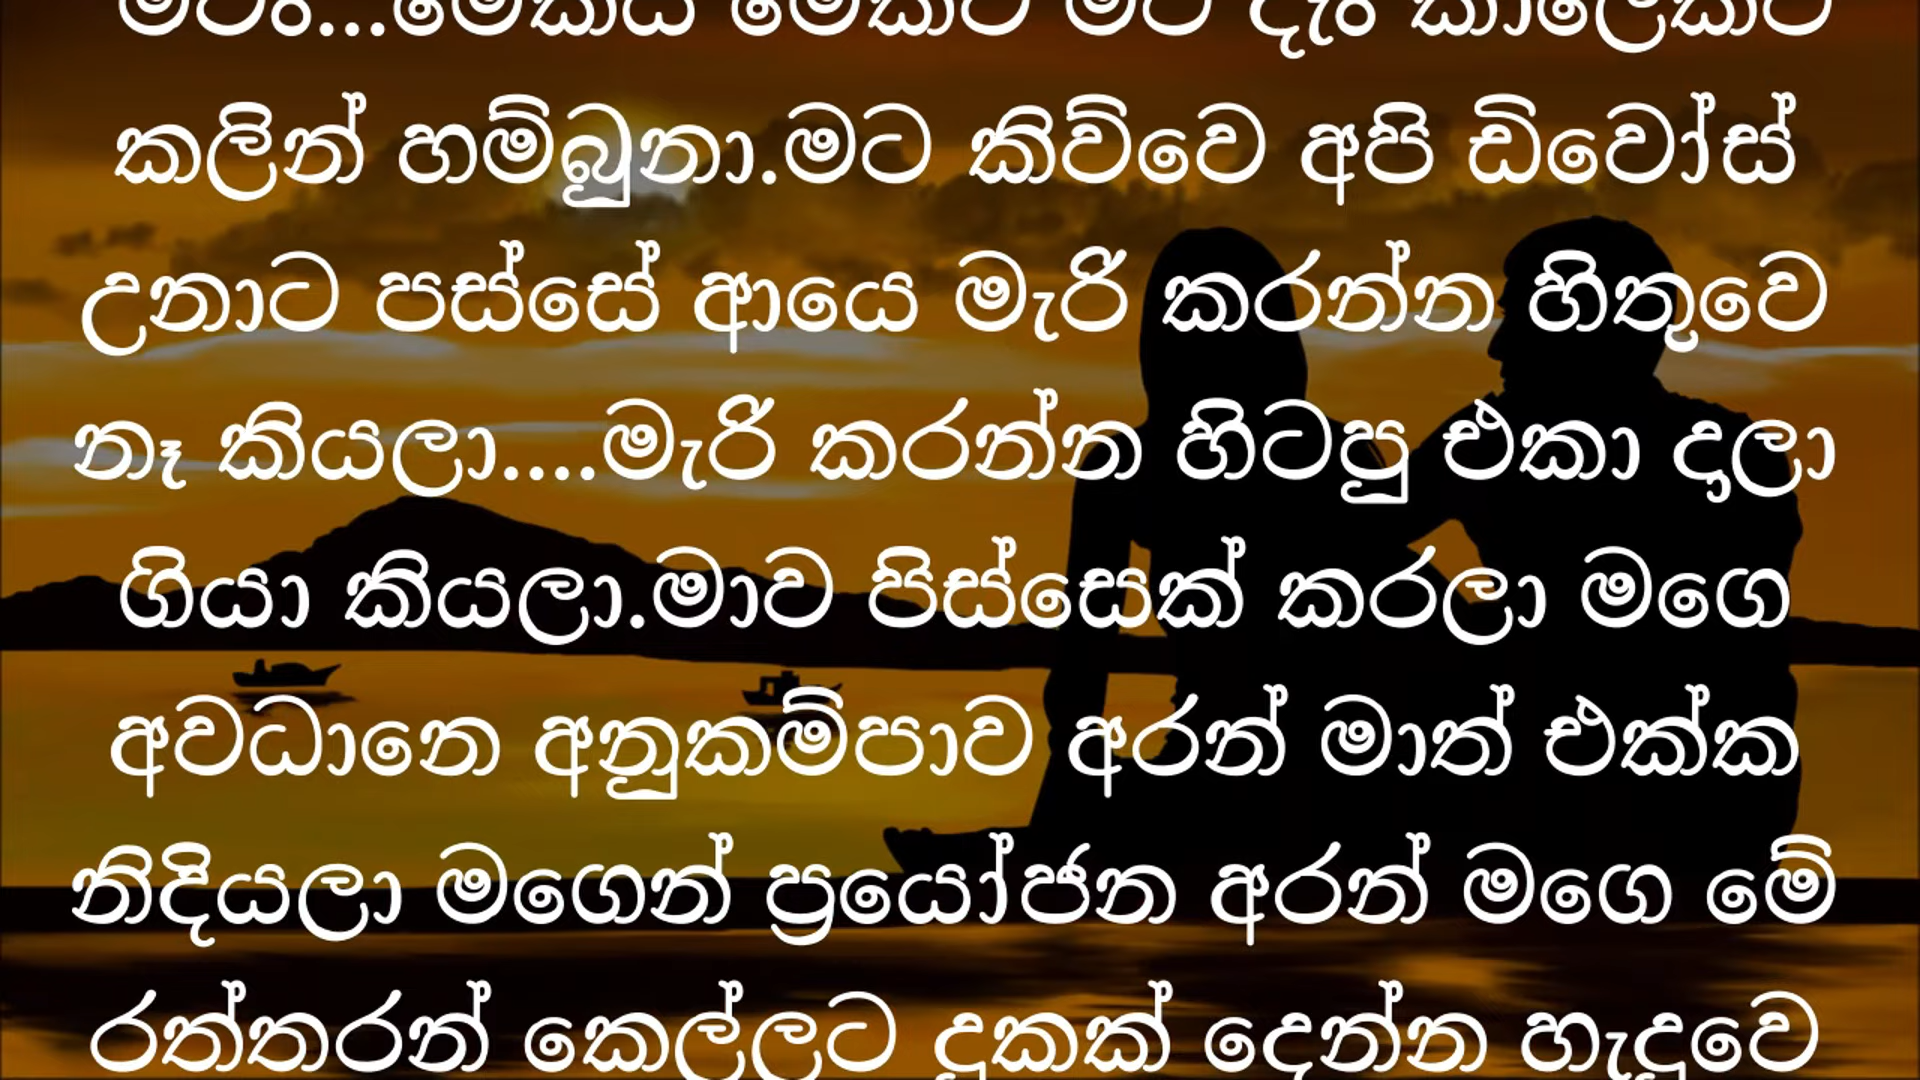 කාලෙකට
කලින් හම්බුනා.මට කිව්වෙ අපි ඩිවෝස්
උනාට පස්සේ ආයෙ මැරි කරන්න හිතුවෙ
නෑ කියලා....මැරි කරන්න හිටපු එකා දාලා
ගියා කියලා.මාව පිස්සෙක් කරලා මගෙ
අවධානෙ අනුකම්පාව අරන් මාත් එක්ක
නිදියලා මගෙන් ප්‍රයෝජන අරන් මගෙ මේ
රත්තරන් කෙල්ලට දුකක් දෙන්න හැදුවෙ